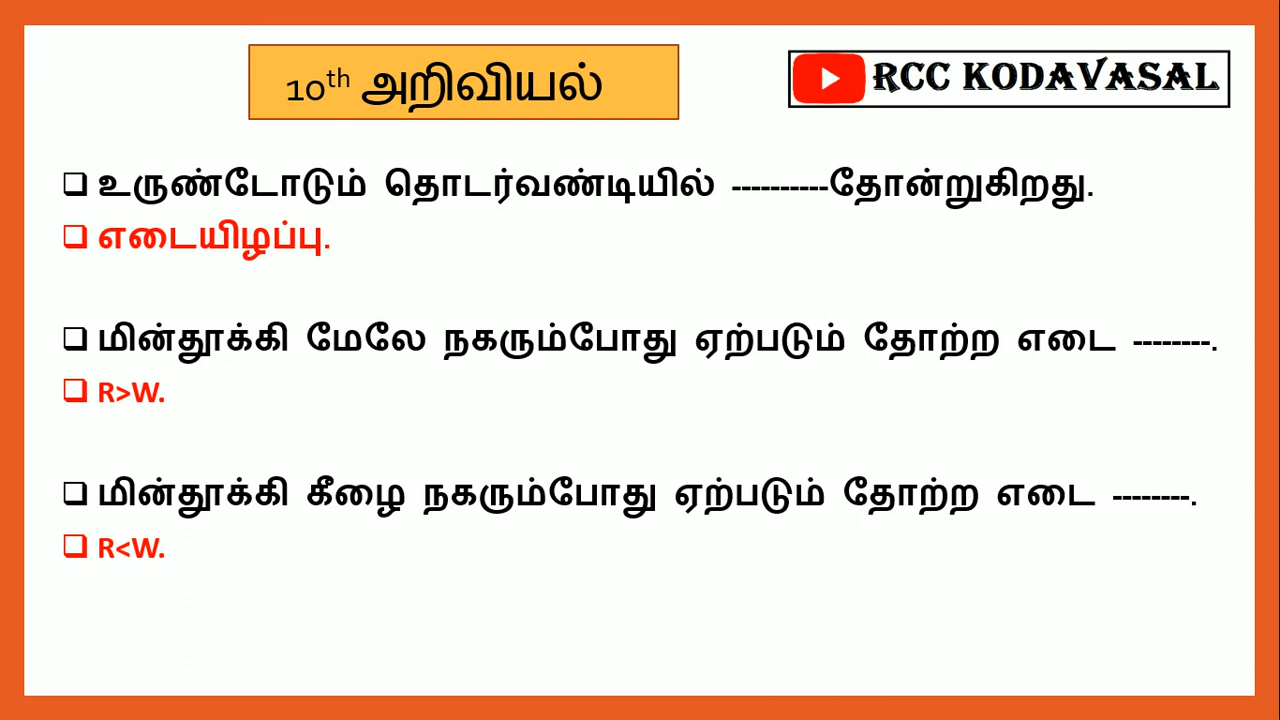 10th அறிவியல்
RCC KODAVASAL
❑ உருண்டோடும் தொடர்வண்டியில் ----------தோன்றுகிறது.
❑ எடையிழப்பு.
❑ மின்தூக்கி மேலே நகரும்போது ஏற்படும் தோற்ற எடை --------.
❑ R>W.
❑ மின்தூக்கி கீழை நகரும்போது ஏற்படும் தோற்ற எடை --------.
❑ R<W.